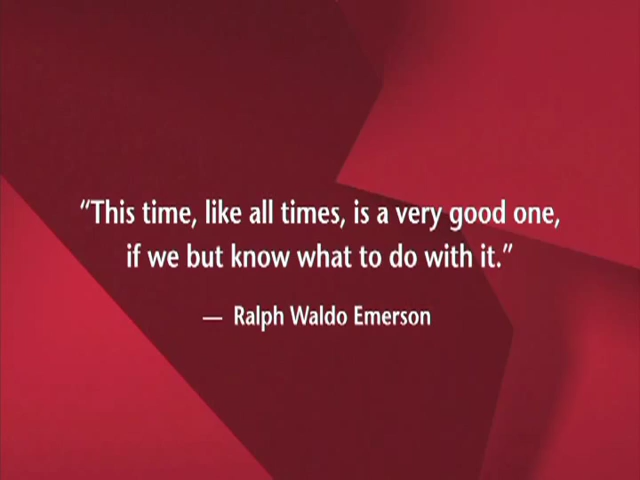 “This time, like all times, is a very good one,
if we but know what to do with it.”
— Ralph Waldo Emerson